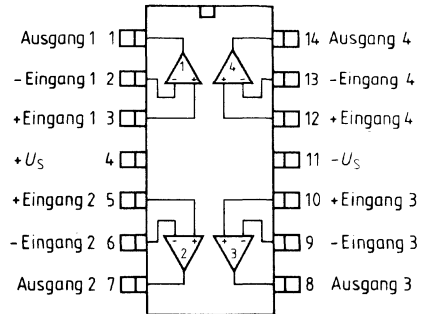 Ausgang 1 1 14 Ausgang 4
-Eingang 1 2 1 4 13 -Eingang 4
- + + -
+Eingang 1 3 12 +Eingang 4
+U_S 4 11 -U_S
+Eingang 2 5 10 +Eingang 3
-Eingang 2 6 - + + - 9 -Eingang 3
2 3
Ausgang 2 7 8 Ausgang 3